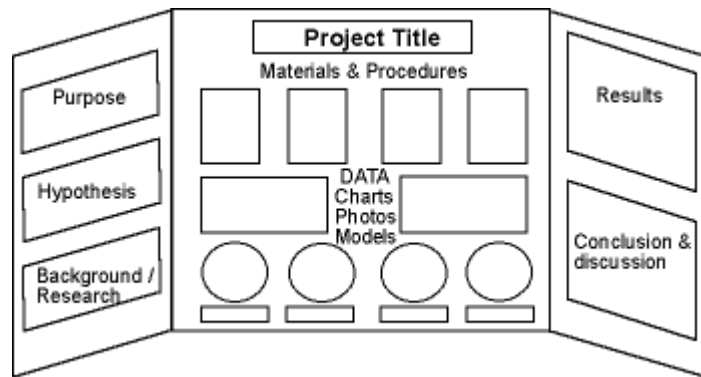 Project Title
Materials & Procedures
Purpose
Hypothesis
Background /
Research
DATA
Charts
Photos
Models
Results
Conclusion &
discussion